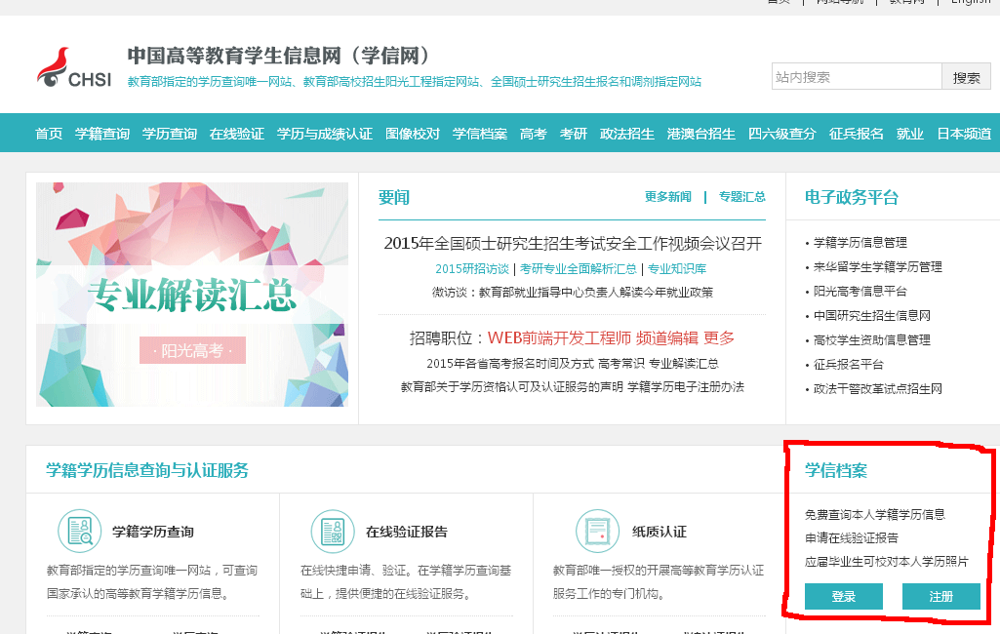 首页 | 网站导航 | 教育网 | English
中国高等教育学生信息网（学信网）
CHSI
教育部指定的学历查询唯一网站、教育部高校招生阳光工程指定网站、全国硕士研究生招生报名和调剂指定网站
站内搜索 搜索
首页 学籍查询 学历查询 在线验证 学历与成绩认证 图像校对 学信档案 高考 考研 政法招生 港澳台招生 四六级查分 征兵报名 就业 日本频道
专业解读汇总
· 阳光高考 ·
要闻 更多新闻 | 专题汇总
2015年全国硕士研究生招生考试安全工作视频会议召开
2015研招访谈 | 考研专业全面解析汇总 | 专业知识库
微访谈：教育部就业指导中心负责人解读今年就业政策
招聘职位：WEB前端开发工程师 频道编辑 更多
2015年各省高考报名时间及方式 高考常识 专业解读汇总
教育部关于学历资格认可及认证服务的声明 学籍学历电子注册办法
电子政务平台
• 学籍学历信息管理
• 来华留学生学籍学历管理
• 阳光高考信息平台
• 中国研究生招生信息网
• 高校学生资助信息管理
• 征兵报名平台
• 政法干警改革试点招生网
学籍学历信息查询与认证服务
学籍学历查询
教育部指定的学历查询唯一网站，可查询
国家承认的高等教育学籍学历信息。
在线验证报告
在线快捷申请、验证。在学籍学历查询基
础上，提供便捷的在线验证服务。
纸质认证
教育部唯一授权的开展高等教育学历认证
服务工作的专门机构。
学信档案
免费查询本人学籍学历信息
申请在线验证报告
应届毕业生可校对本人学历照片
登录 注册